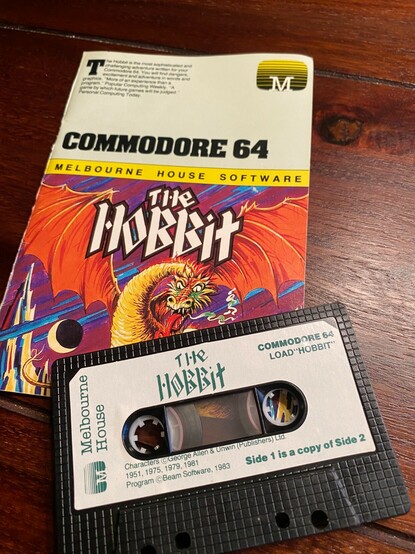 The Hobbit is the most sophisticated and
challenging adventure written for your
Commodore 64. You will find danger,
excitement and adventure in words and
graphics. "More of an experience than a
program." Popular Computing Weekly. "A
game by which future games will be judged."
Personal Computing Today.
M
COMMODORE 64
MELBOURNE HOUSE SOFTWARE
The
Hobbit
The
Hobbit
COMMODORE 64
LOAD"HOBBIT"
Melbourne
House
Characters ©George Allen & Unwin (Publishers) Ltd.
1951, 1975, 1979, 1981
Program ©Beam Software, 1983
Side 1 is a copy of Side 2